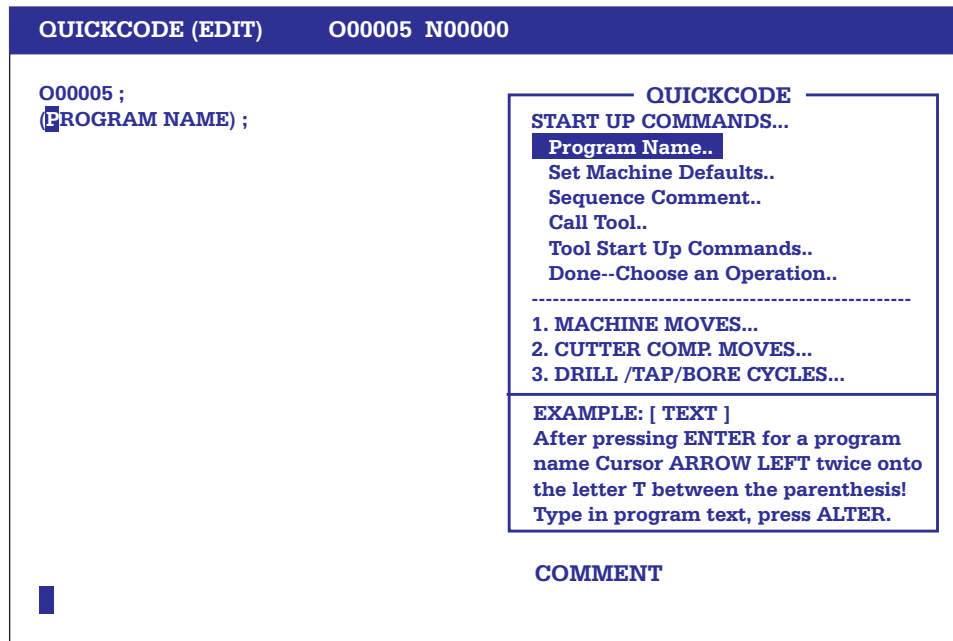 QUICKCODE (EDIT) O00005 N00000
O00005 ;
(PROGRAM NAME) ;
QUICKCODE
START UP COMMANDS...
Program Name..
Set Machine Defaults..
Sequence Comment..
Call Tool..
Tool Start Up Commands..
Done--Choose an Operation..
------------------------------------------------------
1. MACHINE MOVES...
2. CUTTER COMP. MOVES...
3. DRILL /TAP/BORE CYCLES...
EXAMPLE: [ TEXT ]
After pressing ENTER for a program
name Cursor ARROW LEFT twice onto
the letter T between the parenthesis!
Type in program text, press ALTER.
COMMENT